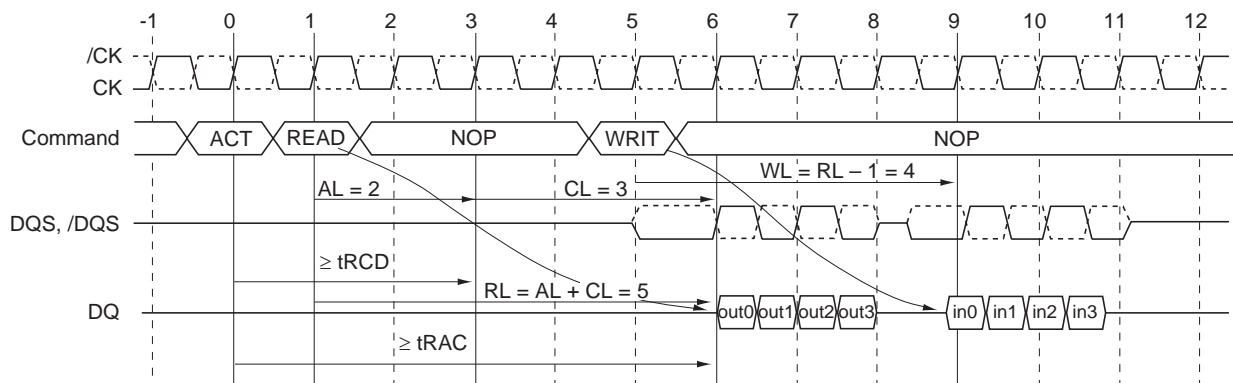 -1 0 1 2 3 4 5 6 7 8 9 10 11 12
/CK
CK
Command ACT READ NOP WRIT NOP
WL = RL – 1 = 4
AL = 2 CL = 3
DQS, /DQS
≥ tRCD
RL = AL + CL = 5
DQ out0 out1 out2 out3 in0 in1 in2 in3
≥ tRAC